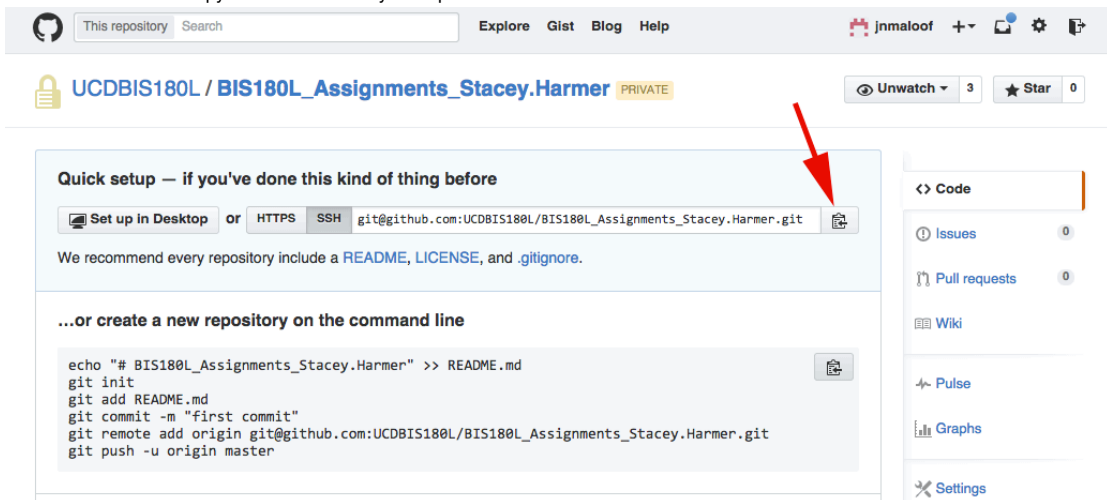 This repository Search Explore Gist Blog Help jnmaloof
UCDBIS180L / BIS180L_Assignments_Stacey.Harmer PRIVATE Unwatch 3 Star 0
Quick setup — if you've done this kind of thing before
Set up in Desktop or HTTPS SSH git@github.com:UCDBIS180L/BIS180L_Assignments_Stacey.Harmer.git
We recommend every repository include a README, LICENSE, and .gitignore.
…or create a new repository on the command line
echo "# BIS180L_Assignments_Stacey.Harmer" >> README.md
git init
git add README.md
git commit -m "first commit"
git remote add origin git@github.com:UCDBIS180L/BIS180L_Assignments_Stacey.Harmer.git
git push -u origin master
<> Code
Issues 0
Pull requests 0
Wiki
Pulse
Graphs
Settings